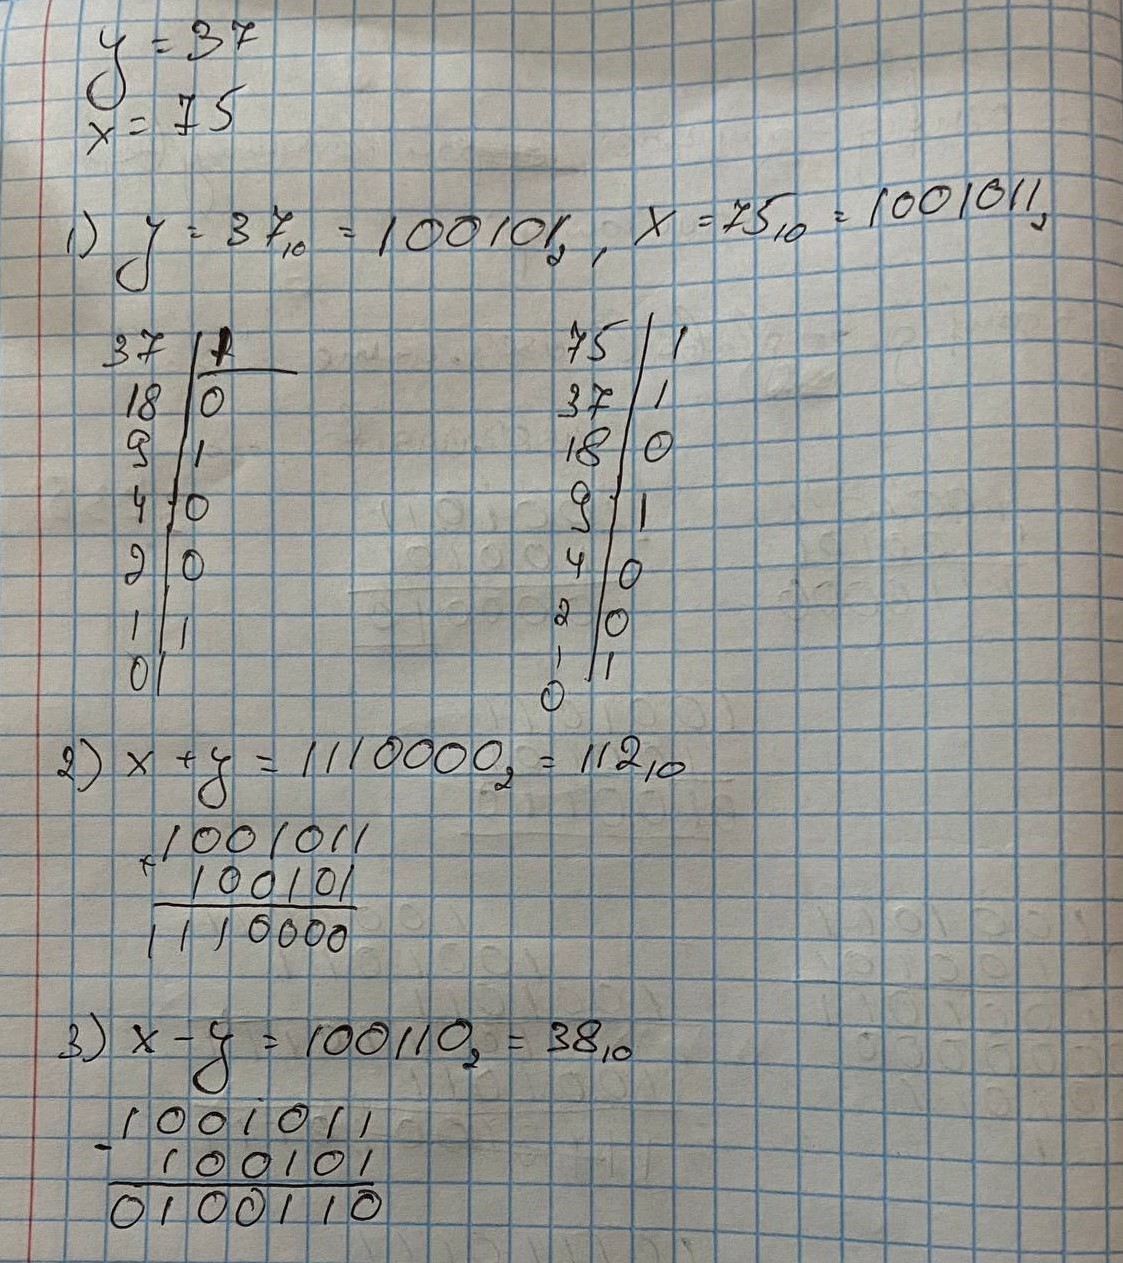 y = 37
x = 75
1) y = 37₁₀ = 100101₂, x = 75₁₀ = 1001011₂
37 | 1 75 | 1
18 | 0 37 | 1
9 | 1 18 | 0
4 | 0 9 | 1
2 | 0 4 | 0
1 | 1 2 | 0
0 | 1 | 1
0
2) x + y = 1110000₂ = 112₁₀
1001011
+ 100101
1110000
3) x - y = 100110₂ = 38₁₀
1001011
- 100101
0100110